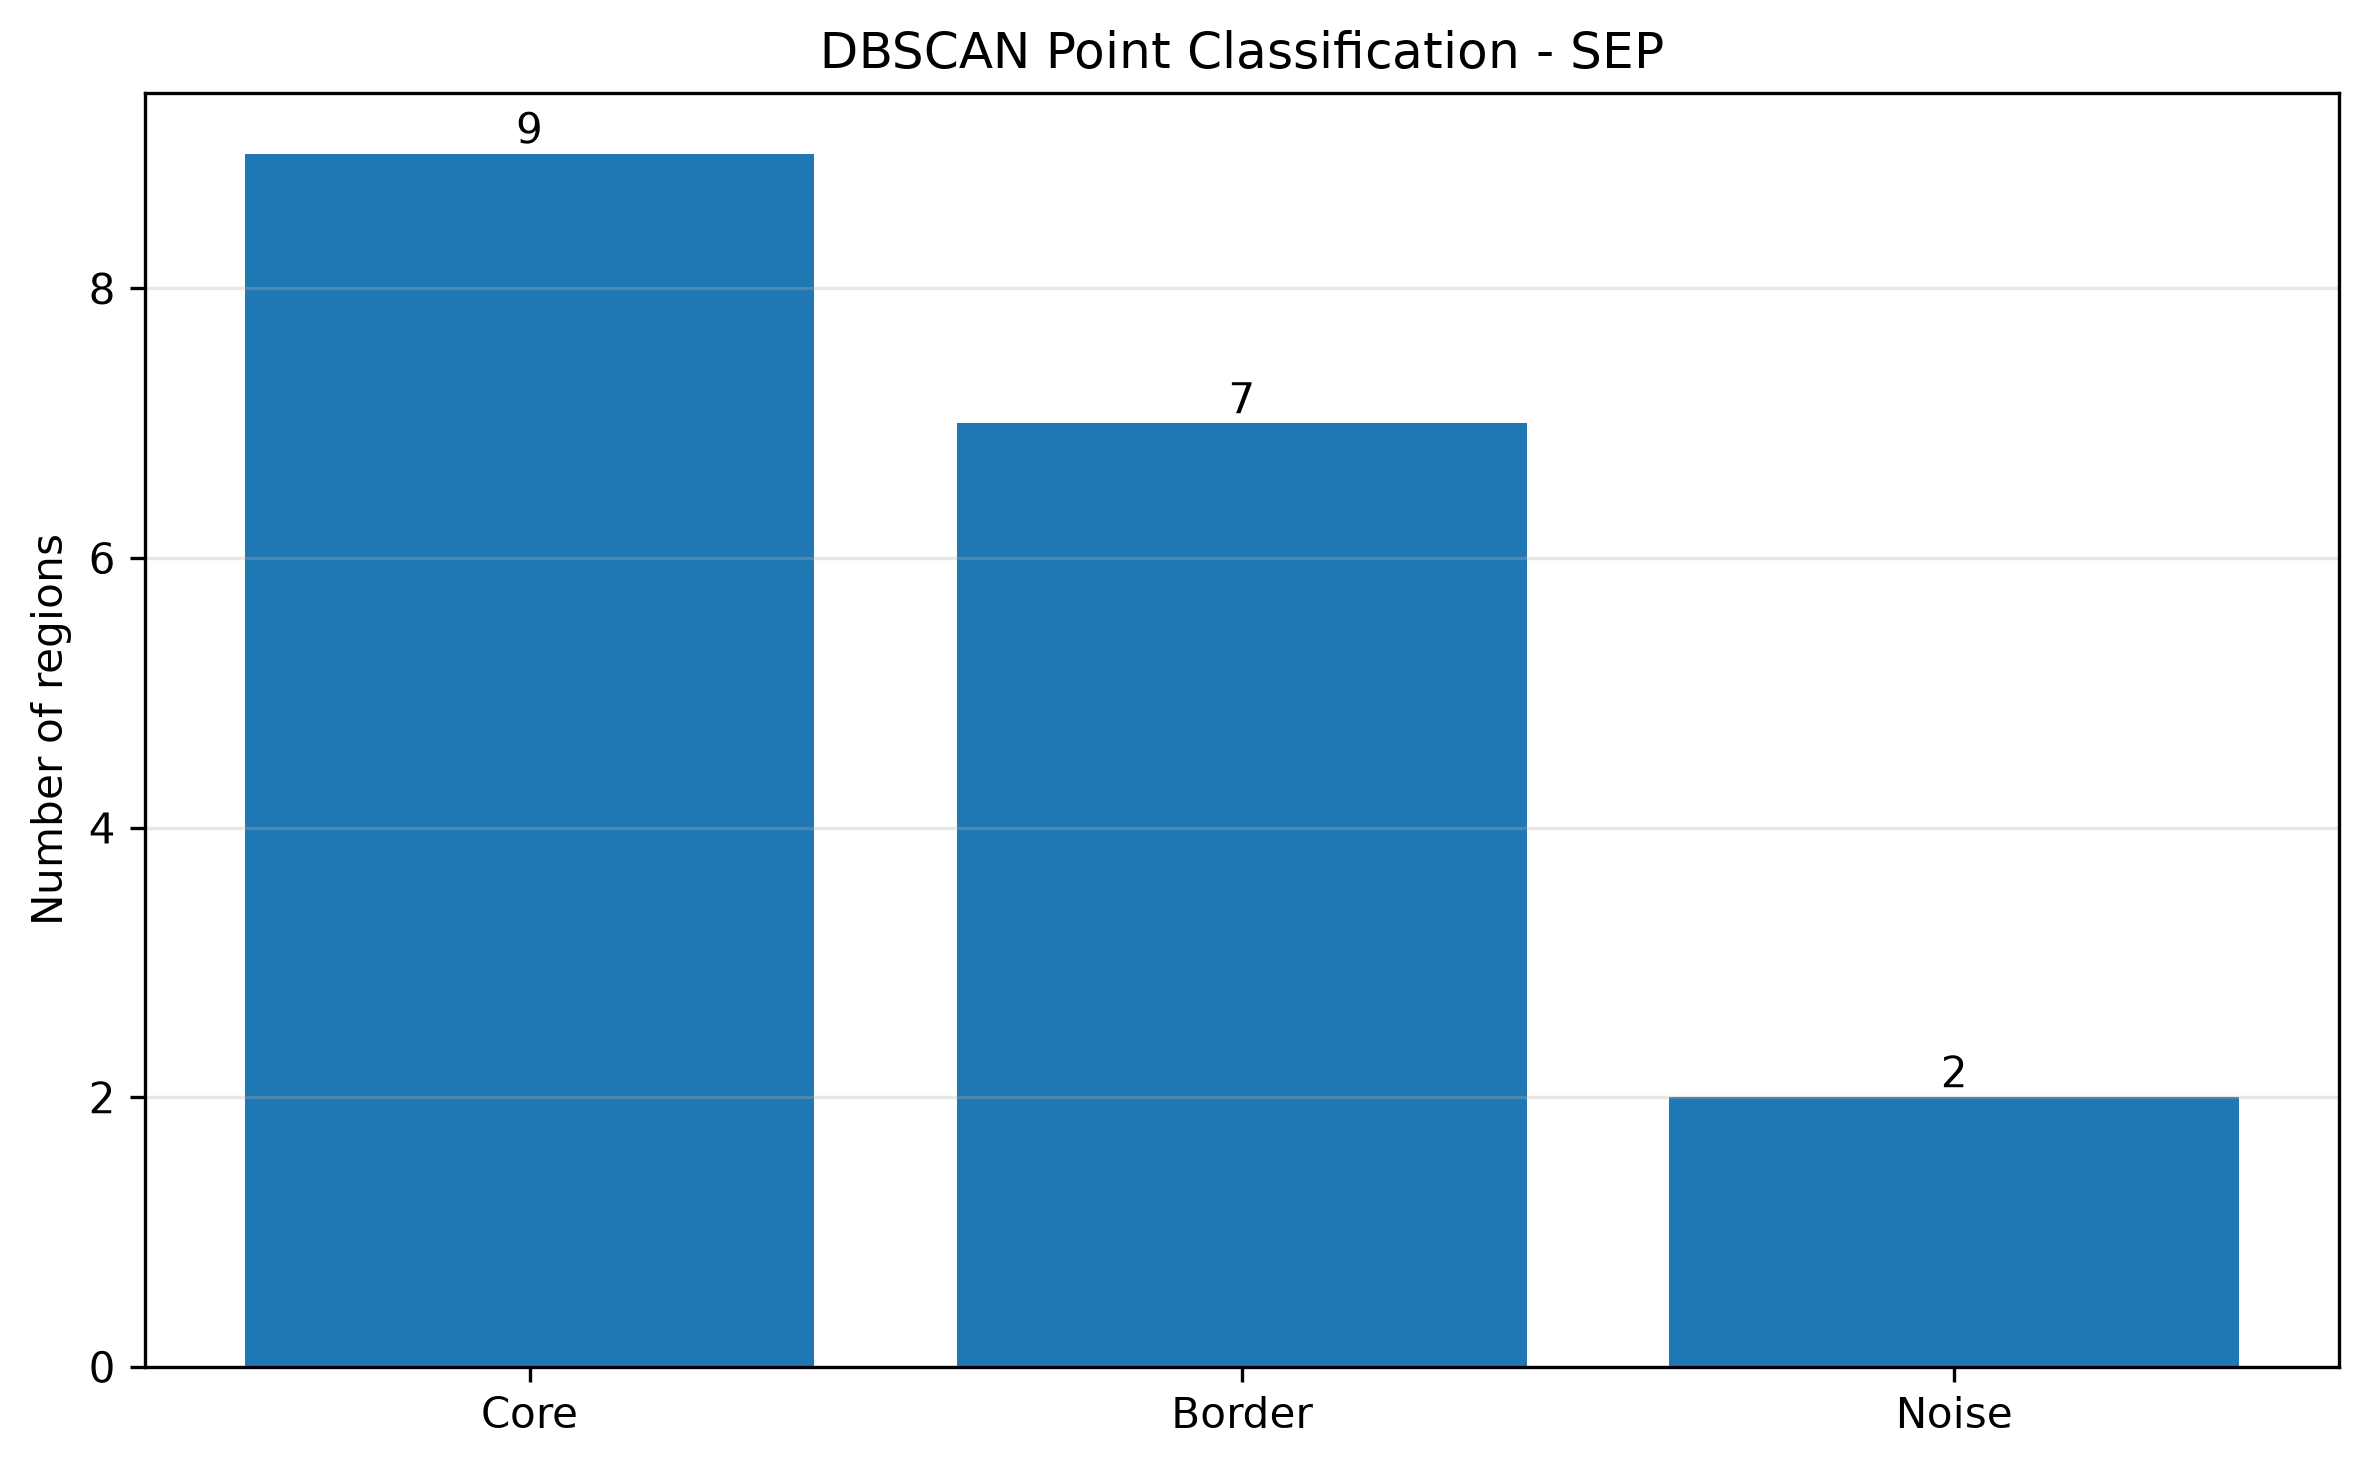 DBSCAN Point Classification - SEP
9
7
2
8
6
4
2
0
Number of regions
Core
Border
Noise